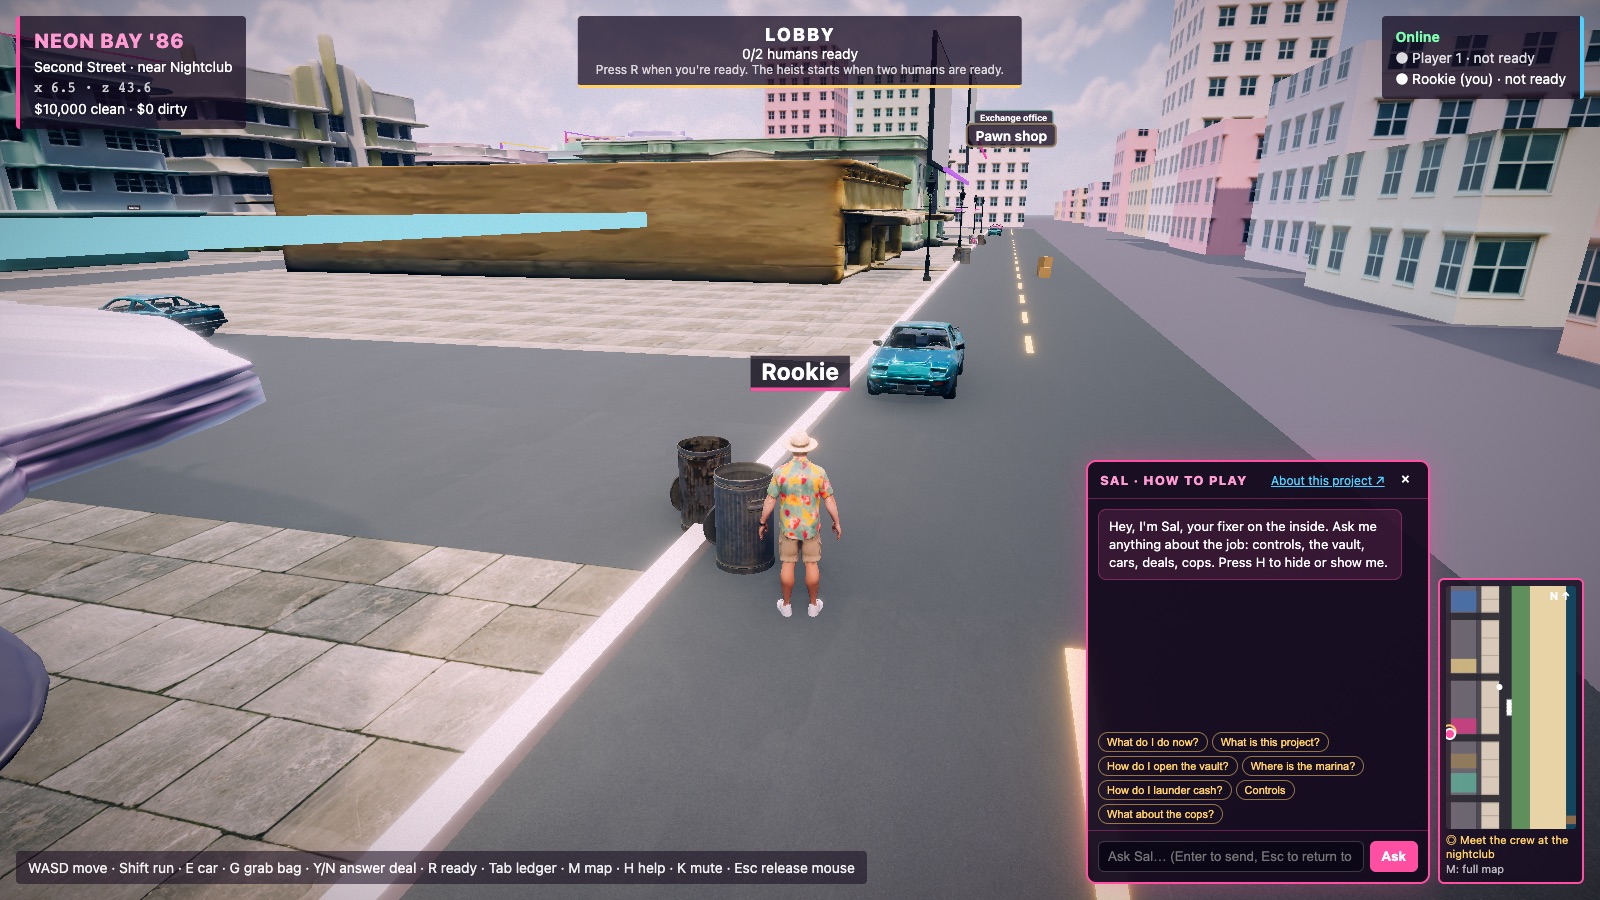 NEON BAY '86
Second Street · near Nightclub
x 6.5 · z 43.6
$10,000 clean · $0 dirty
LOBBY
0/2 humans ready
Press R when you're ready. The heist starts when two humans are ready.
Online
Player 1 · not ready
Rookie (you) · not ready
Exchange office
Pawn shop
Rookie
SAL · HOW TO PLAY
About this project ↗
×
Hey, I'm Sal, your fixer on the inside. Ask me
anything about the job: controls, the vault,
cars, deals, cops. Press H to hide or show me.
What do I do now?
What is this project?
How do I open the vault?
Where is the marina?
How do I launder cash?
Controls
What about the cops?
Ask Sal... (Enter to send, Esc to return to
Ask
N ↑
◎ Meet the crew at the
nightclub
M: full map
WASD move · Shift run · E car · G grab bag · Y/N answer deal · R ready · Tab ledger · M map · H help · K mute · Esc release mouse